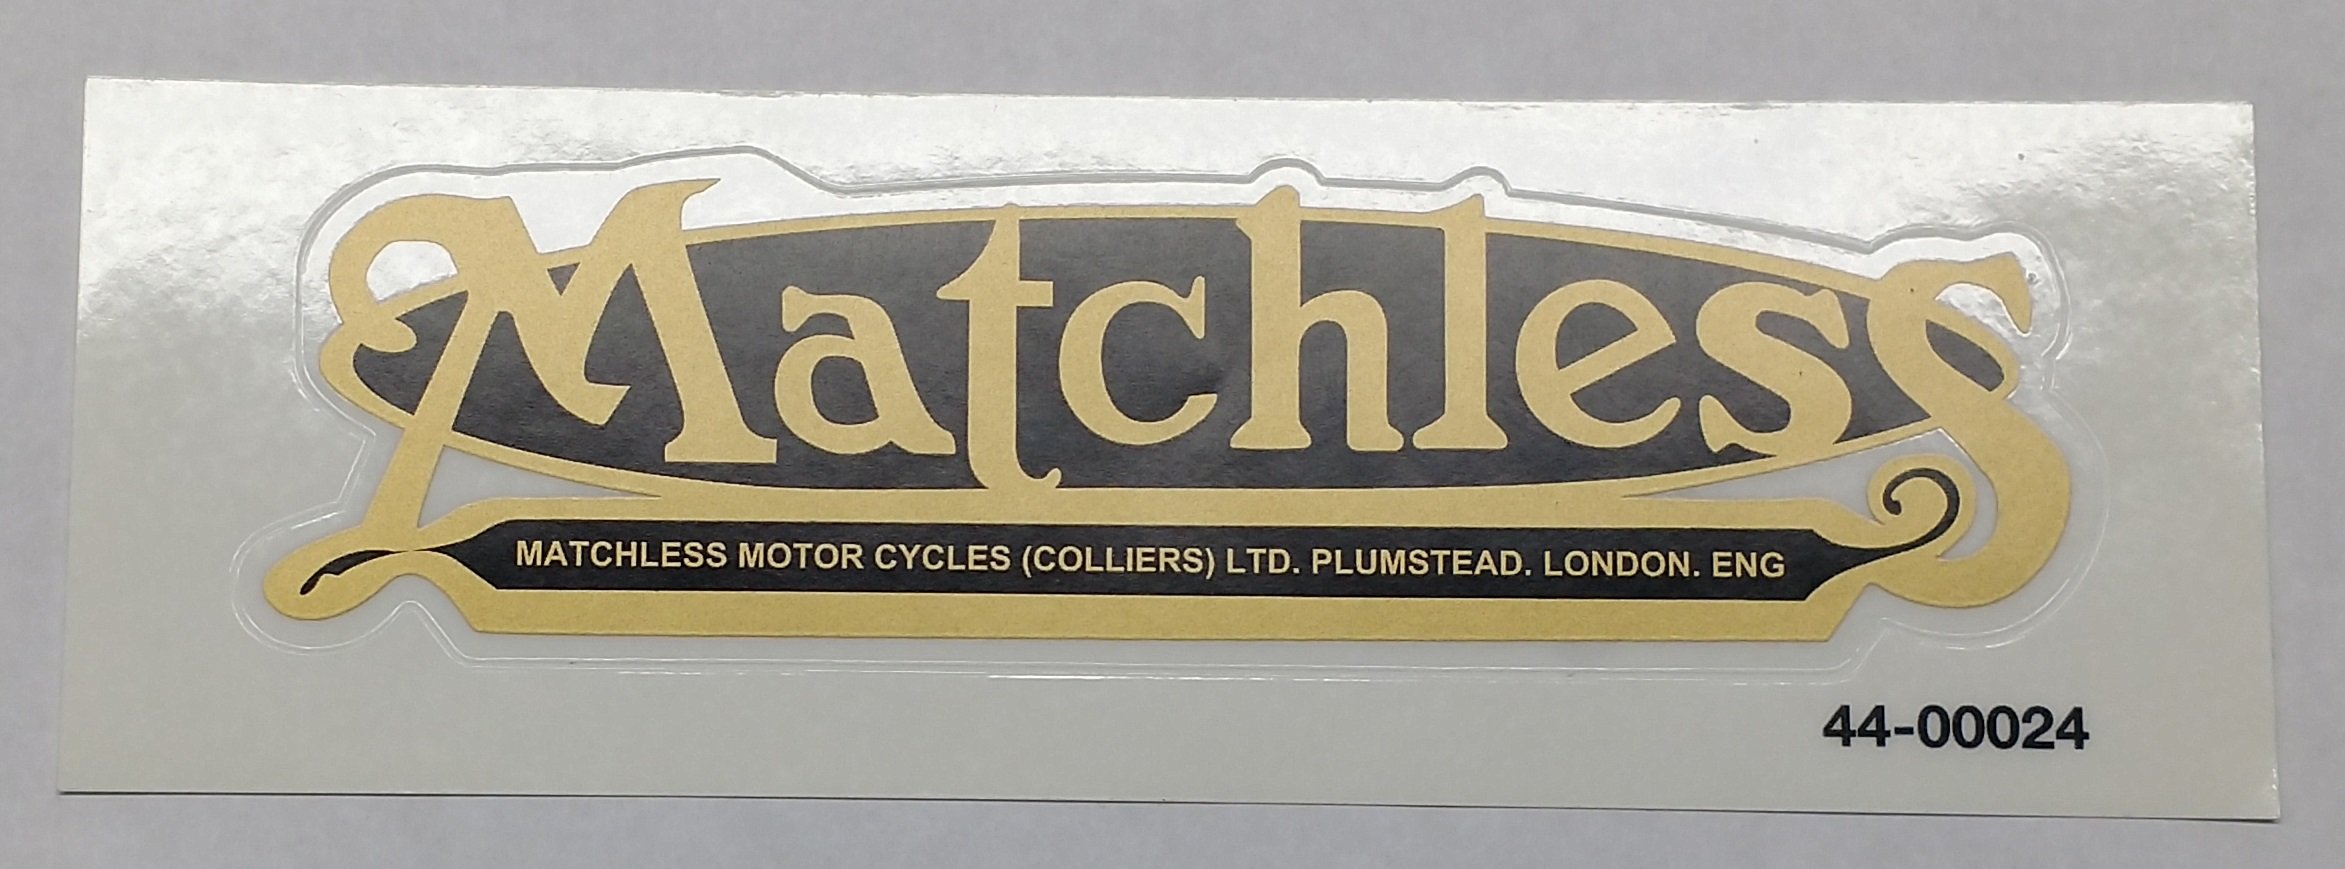 Matchless
MATCHLESS MOTOR CYCLES (COLLIERS) LTD. PLUMSTEAD. LONDON. ENG
44-00024